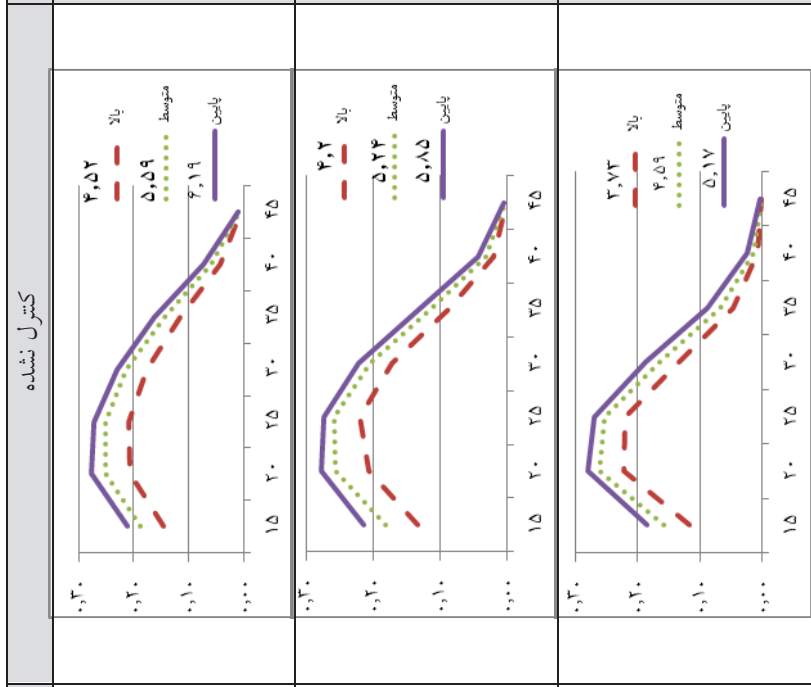 کنترل نشده
۴,۵۲
بالا
۵,۵۹
متوسط
۶,۱۹
پایین
۰,۳۰
۰,۲۰
۰,۱۰
۰,۰۰
۱۵ ۲۰ ۲۵ ۳۰ ۳۵ ۴۰ ۴۵
۴,۲
بالا
۵,۲۴
متوسط
۵,۸۵
پایین
۰,۳۰
۰,۲۰
۰,۱۰
۰,۰۰
۱۵ ۲۰ ۲۵ ۳۰ ۳۵ ۴۰ ۴۵
۳,۷۳
بالا
۴,۵۹
متوسط
۵,۱۷
پایین
۰,۳۰
۰,۲۰
۰,۱۰
۰,۰۰
۱۵ ۲۰ ۲۵ ۳۰ ۳۵ ۴۰ ۴۵